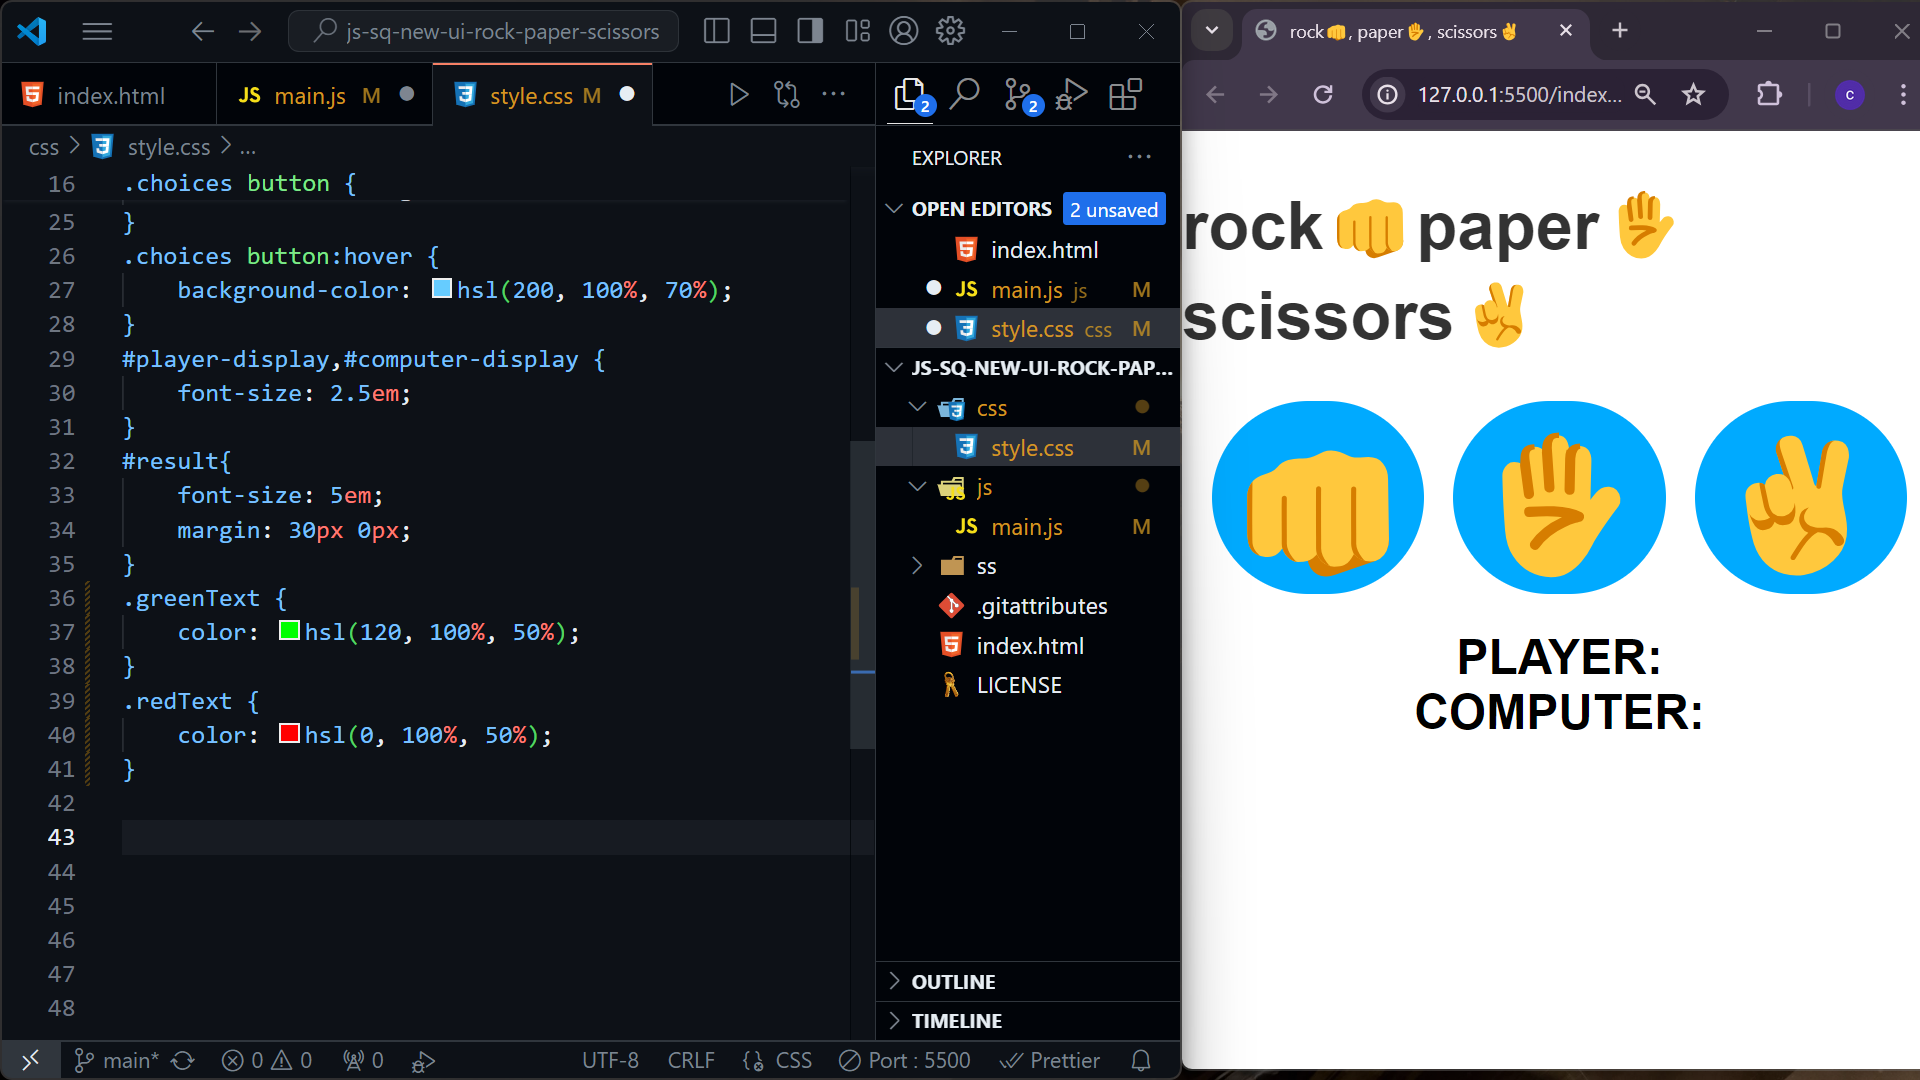 js-sq-new-ui-rock-paper-scissors
index.html
JS main.js M
style.css M
css > style.css > ...
16 .choices button {
25 }
26 .choices button:hover {
27 background-color: hsl(200, 100%, 70%);
28 }
29 #player-display,#computer-display {
30 font-size: 2.5em;
31 }
32 #result{
33 font-size: 5em;
34 margin: 30px 0px;
35 }
36 .greenText {
37 color: hsl(120, 100%, 50%);
38 }
39 .redText {
40 color: hsl(0, 100%, 50%);
41 }
42
43
44
45
46
47
48
2
2
EXPLORER
OPEN EDITORS 2 unsaved
index.html
JS main.js js M
style.css css M
JS-SQ-NEW-UI-ROCK-PAP...
css
style.css M
js
JS main.js M
ss
.gitattributes
index.html
LICENSE
OUTLINE
TIMELINE
main* 0 0 0 UTF-8 CRLF CSS Port : 5500 Prettier
rock👊, paper✋, scissors✌
127.0.0.1:5500/index...
c
rock👊paper✋
scissors✌
PLAYER:
COMPUTER: